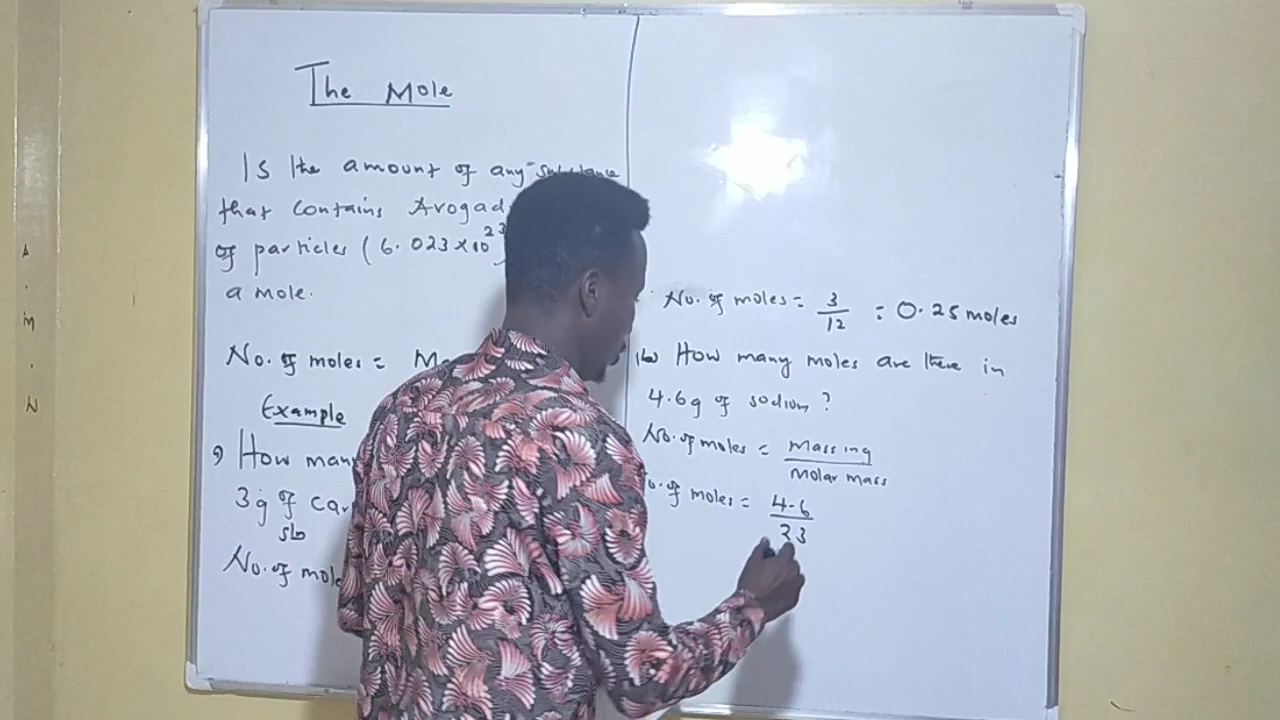 The Mole
Is the amount of any substance
that contains Avogad
of particles (6.023×10²³)
a mole.
No. of moles =
Example
How many
3g of Car
Sln
No. of mole
No. of moles = 3/12 = 0.25 moles
(b) How many moles are there in
4.6g of sodium?
No. of moles = Mass in g / Molar mass
No. of moles = 4.6 / 23
A.M.N